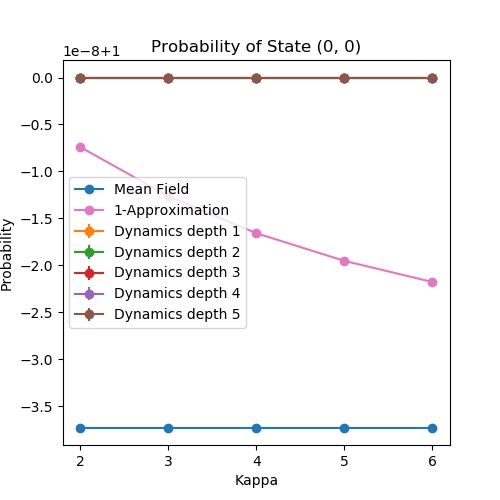 Probability of State (0, 0)
1e−8+1
0.0
−0.5
−1.0
−1.5
−2.0
−2.5
−3.0
−3.5
Probability
Mean Field
1-Approximation
Dynamics depth 1
Dynamics depth 2
Dynamics depth 3
Dynamics depth 4
Dynamics depth 5
2 3 4 5 6
Kappa